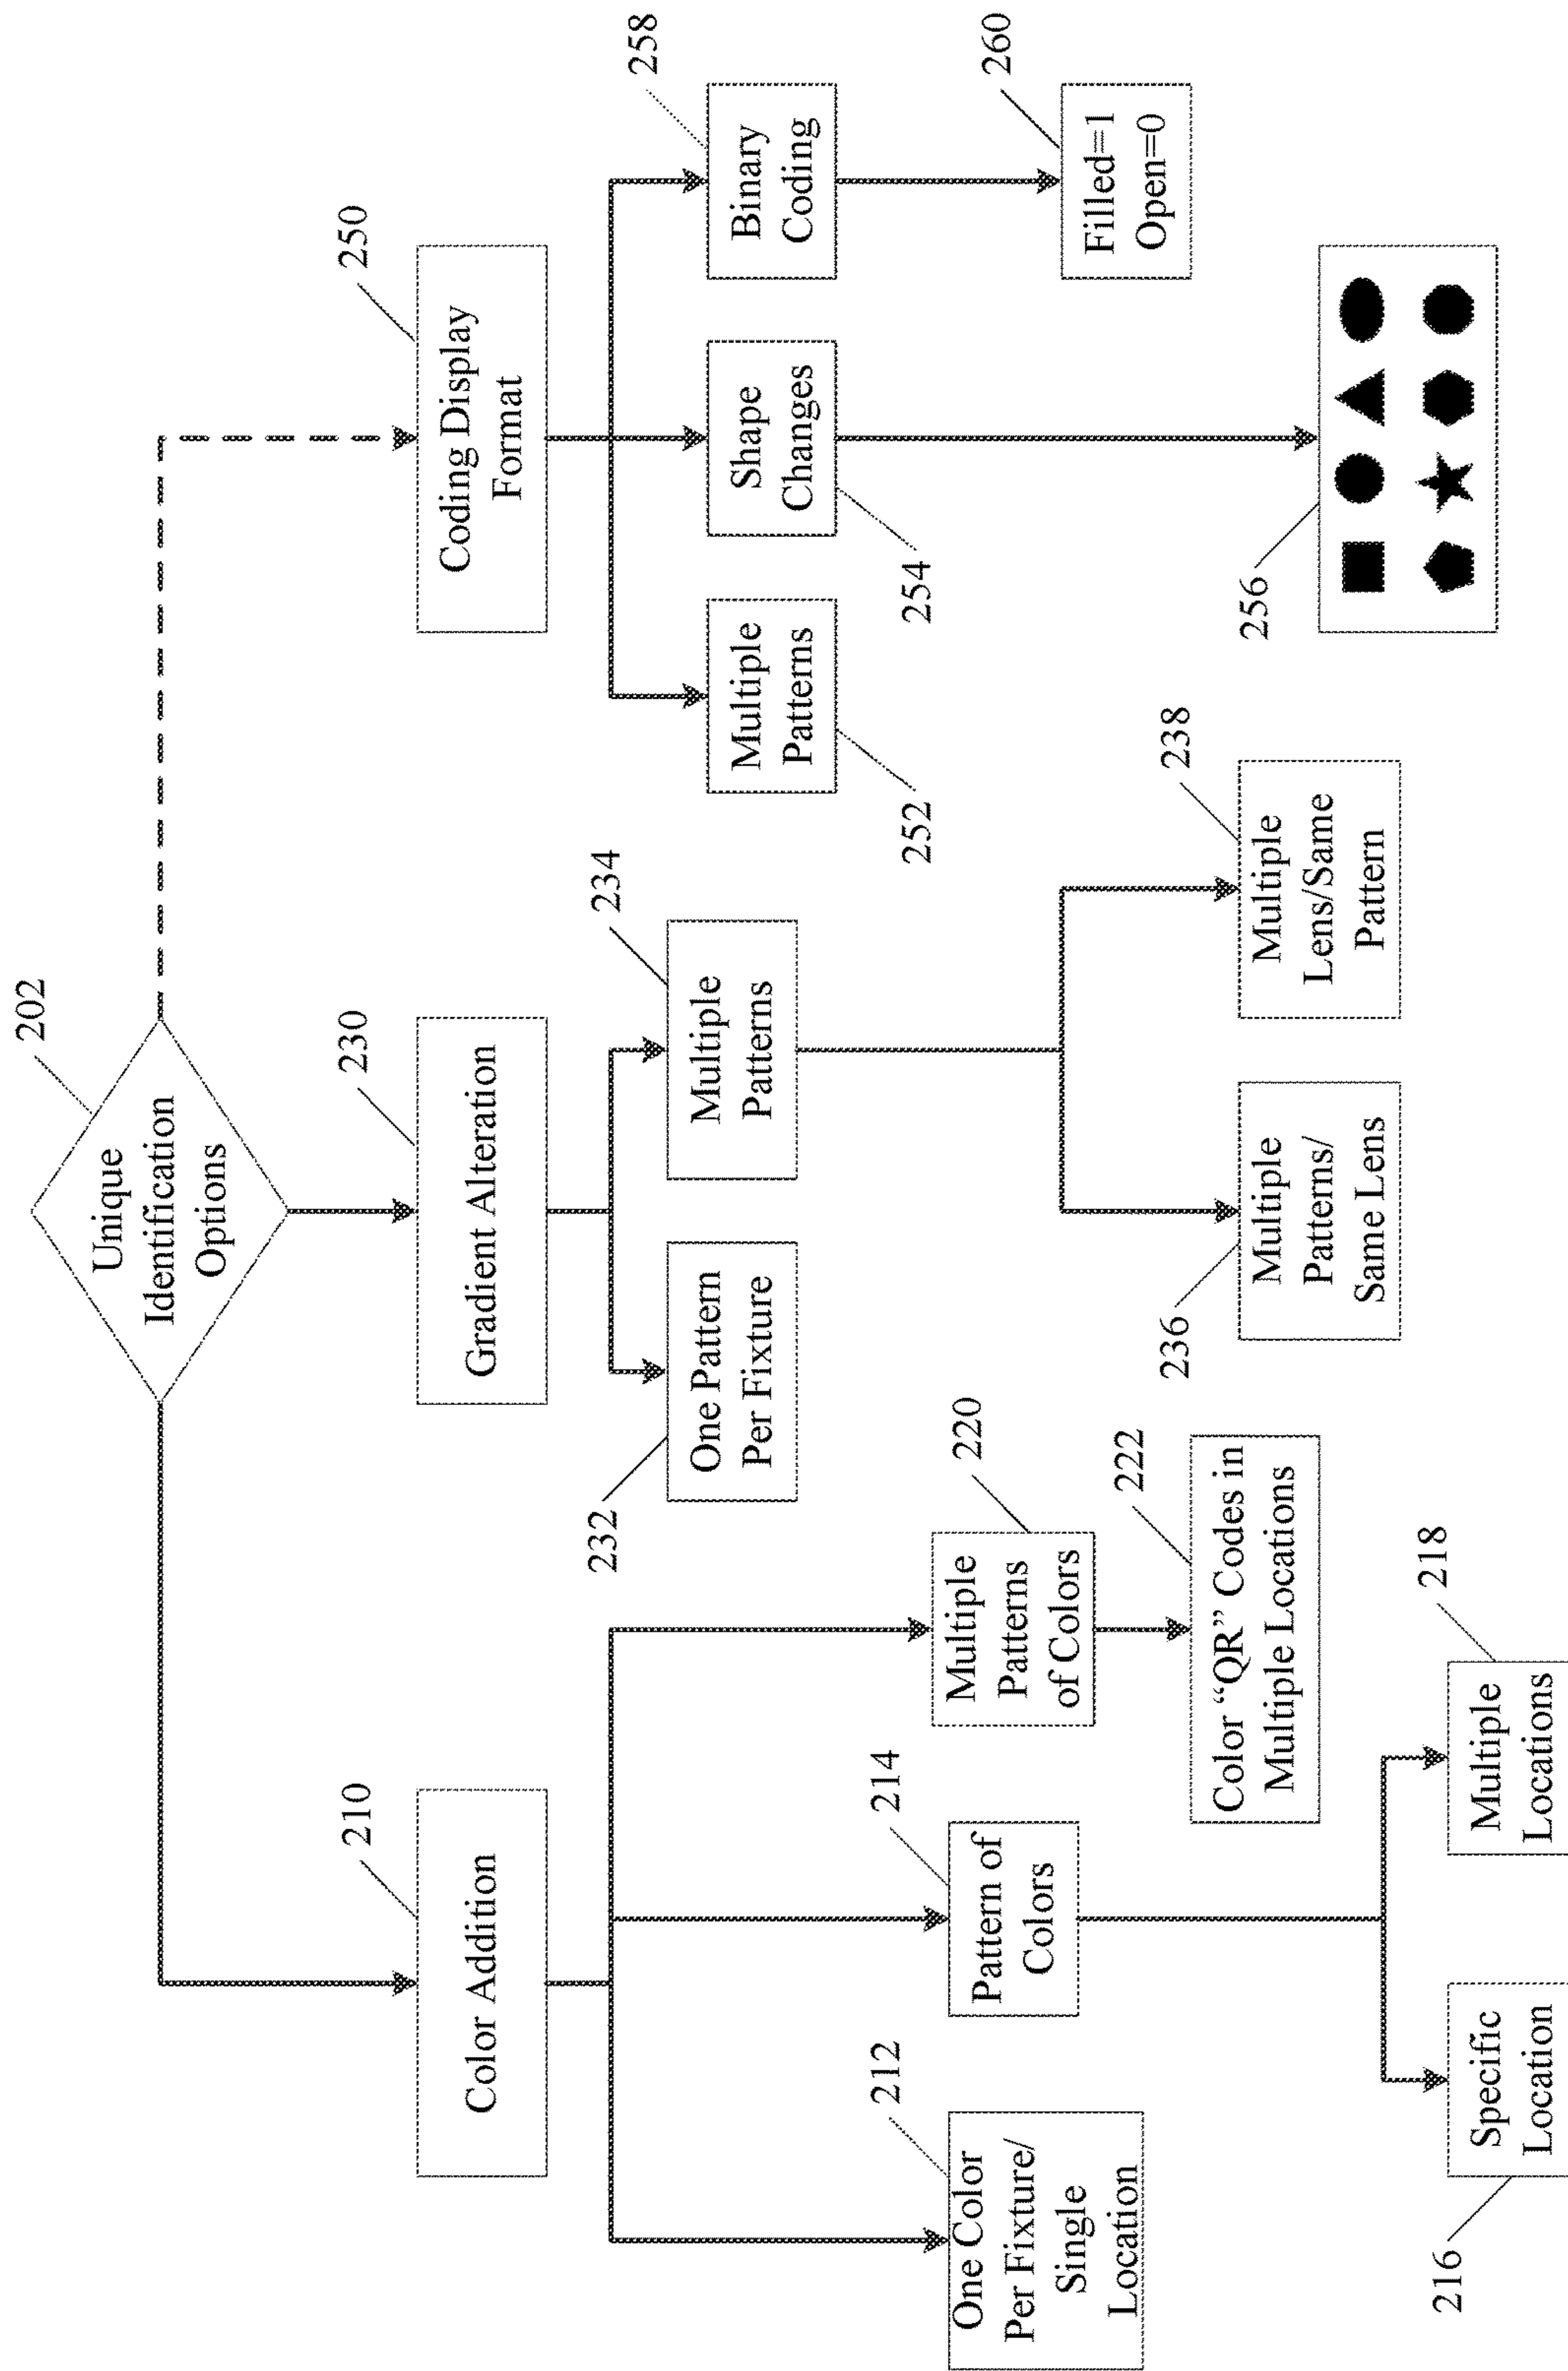 202
Unique
Identification
Options
210
Color Addition
212
One Color
Per Fixture/
Single
Location
214
Pattern of
Colors
216
Specific
Location
218
Multiple
Locations
220
Multiple
Patterns
of Colors
222
Color “QR” Codes in
Multiple Locations
230
Gradient Alteration
232
One Pattern
Per Fixture
234
Multiple
Patterns
236
Multiple
Patterns/
Same Lens
238
Multiple
Lens/Same
Pattern
250
Coding Display
Format
252
Multiple
Patterns
254
Shape
Changes
256
258
Binary
Coding
260
Filled=1
Open=0